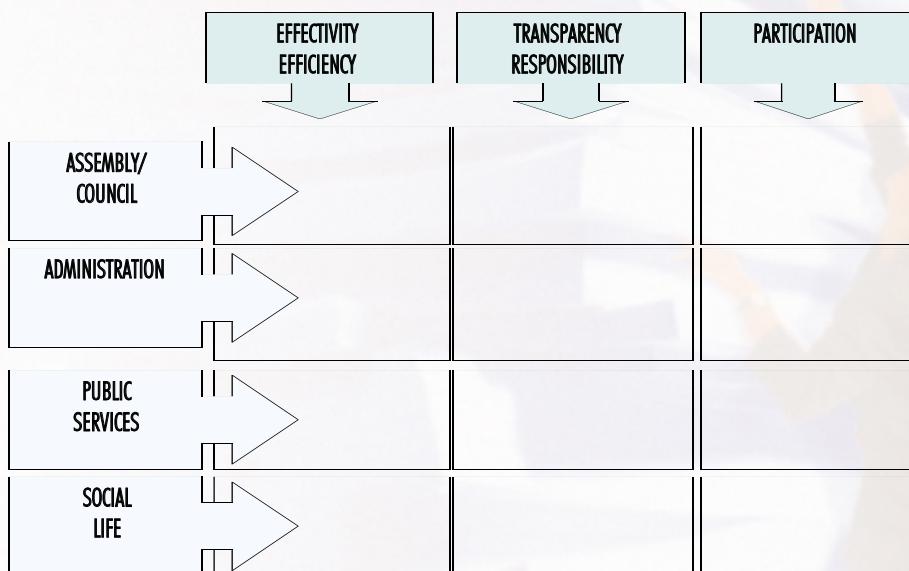 EFFECTIVITY
EFFICIENCY
TRANSPARENCY
RESPONSIBILITY
PARTICIPATION
ASSEMBLY/
COUNCIL
ADMINISTRATION
PUBLIC
SERVICES
SOCIAL
LIFE